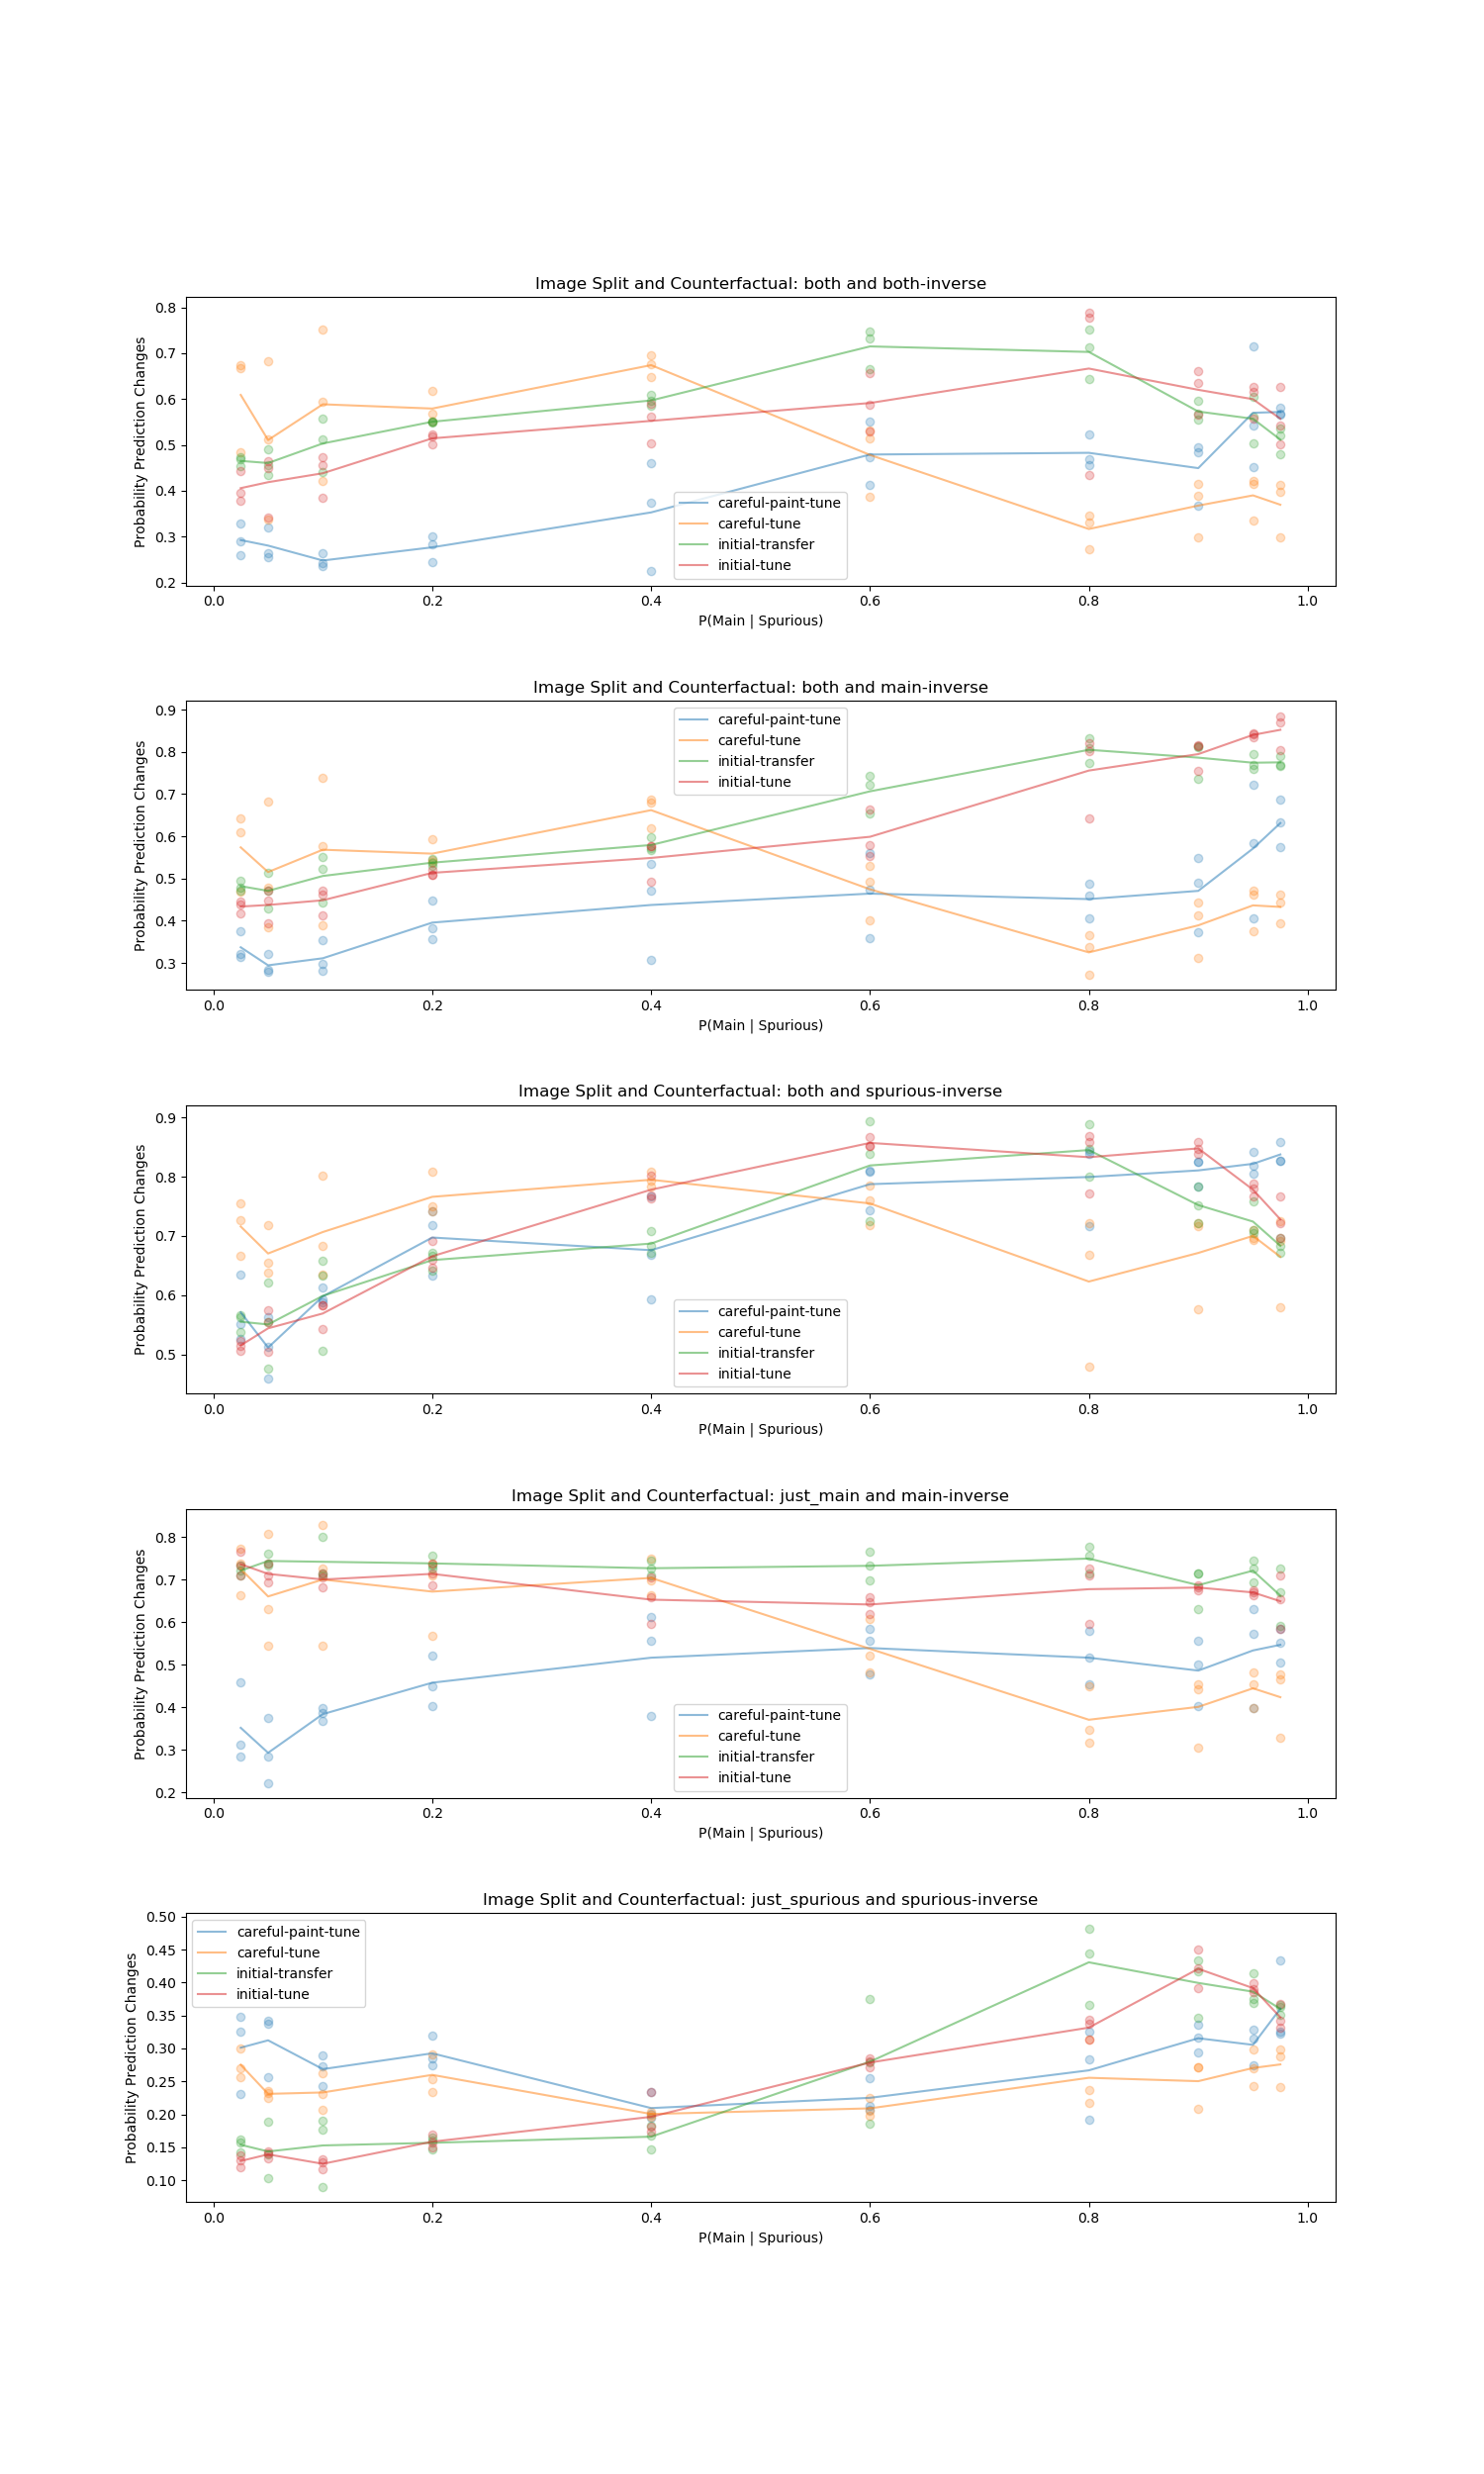 Image Split and Counterfactual: both and both-inverse
Probability Prediction Changes
0.8
0.7
0.6
0.5
0.4
0.3
0.2
careful-paint-tune
careful-tune
initial-transfer
initial-tune
0.0 0.2 0.4 0.6 0.8 1.0
P(Main | Spurious)
Image Split and Counterfactual: both and main-inverse
Probability Prediction Changes
0.9
0.8
0.7
0.6
0.5
0.4
0.3
careful-paint-tune
careful-tune
initial-transfer
initial-tune
0.0 0.2 0.4 0.6 0.8 1.0
P(Main | Spurious)
Image Split and Counterfactual: both and spurious-inverse
Probability Prediction Changes
0.9
0.8
0.7
0.6
0.5
careful-paint-tune
careful-tune
initial-transfer
initial-tune
0.0 0.2 0.4 0.6 0.8 1.0
P(Main | Spurious)
Image Split and Counterfactual: just_main and main-inverse
Probability Prediction Changes
0.8
0.7
0.6
0.5
0.4
0.3
0.2
careful-paint-tune
careful-tune
initial-transfer
initial-tune
0.0 0.2 0.4 0.6 0.8 1.0
P(Main | Spurious)
Image Split and Counterfactual: just_spurious and spurious-inverse
Probability Prediction Changes
0.50
0.45
0.40
0.35
0.30
0.25
0.20
0.15
0.10
careful-paint-tune
careful-tune
initial-transfer
initial-tune
0.0 0.2 0.4 0.6 0.8 1.0
P(Main | Spurious)